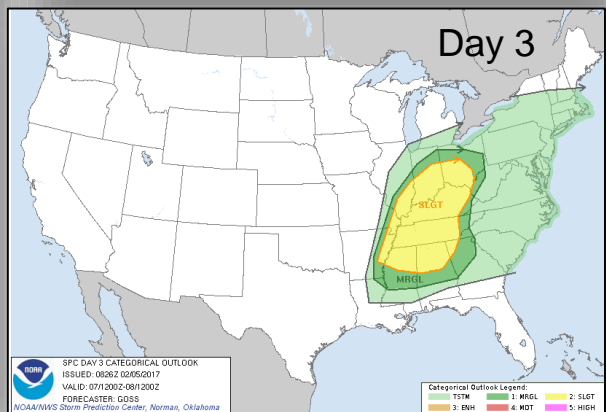 Day 3
SLGT
MRGL
NOAA
SPC DAY 3 CATEGORICAL OUTLOOK
ISSUED: 0826Z 02/05/2017
VALID: 07/1200Z-08/1200Z
FORECASTER: GOSS
NOAA/NWS Storm Prediction Center, Norman, Oklahoma
Categorical Outlook Legend:
TSTM 1: MRGL 2: SLGT
3: ENH 4: MDT 5: HIGH